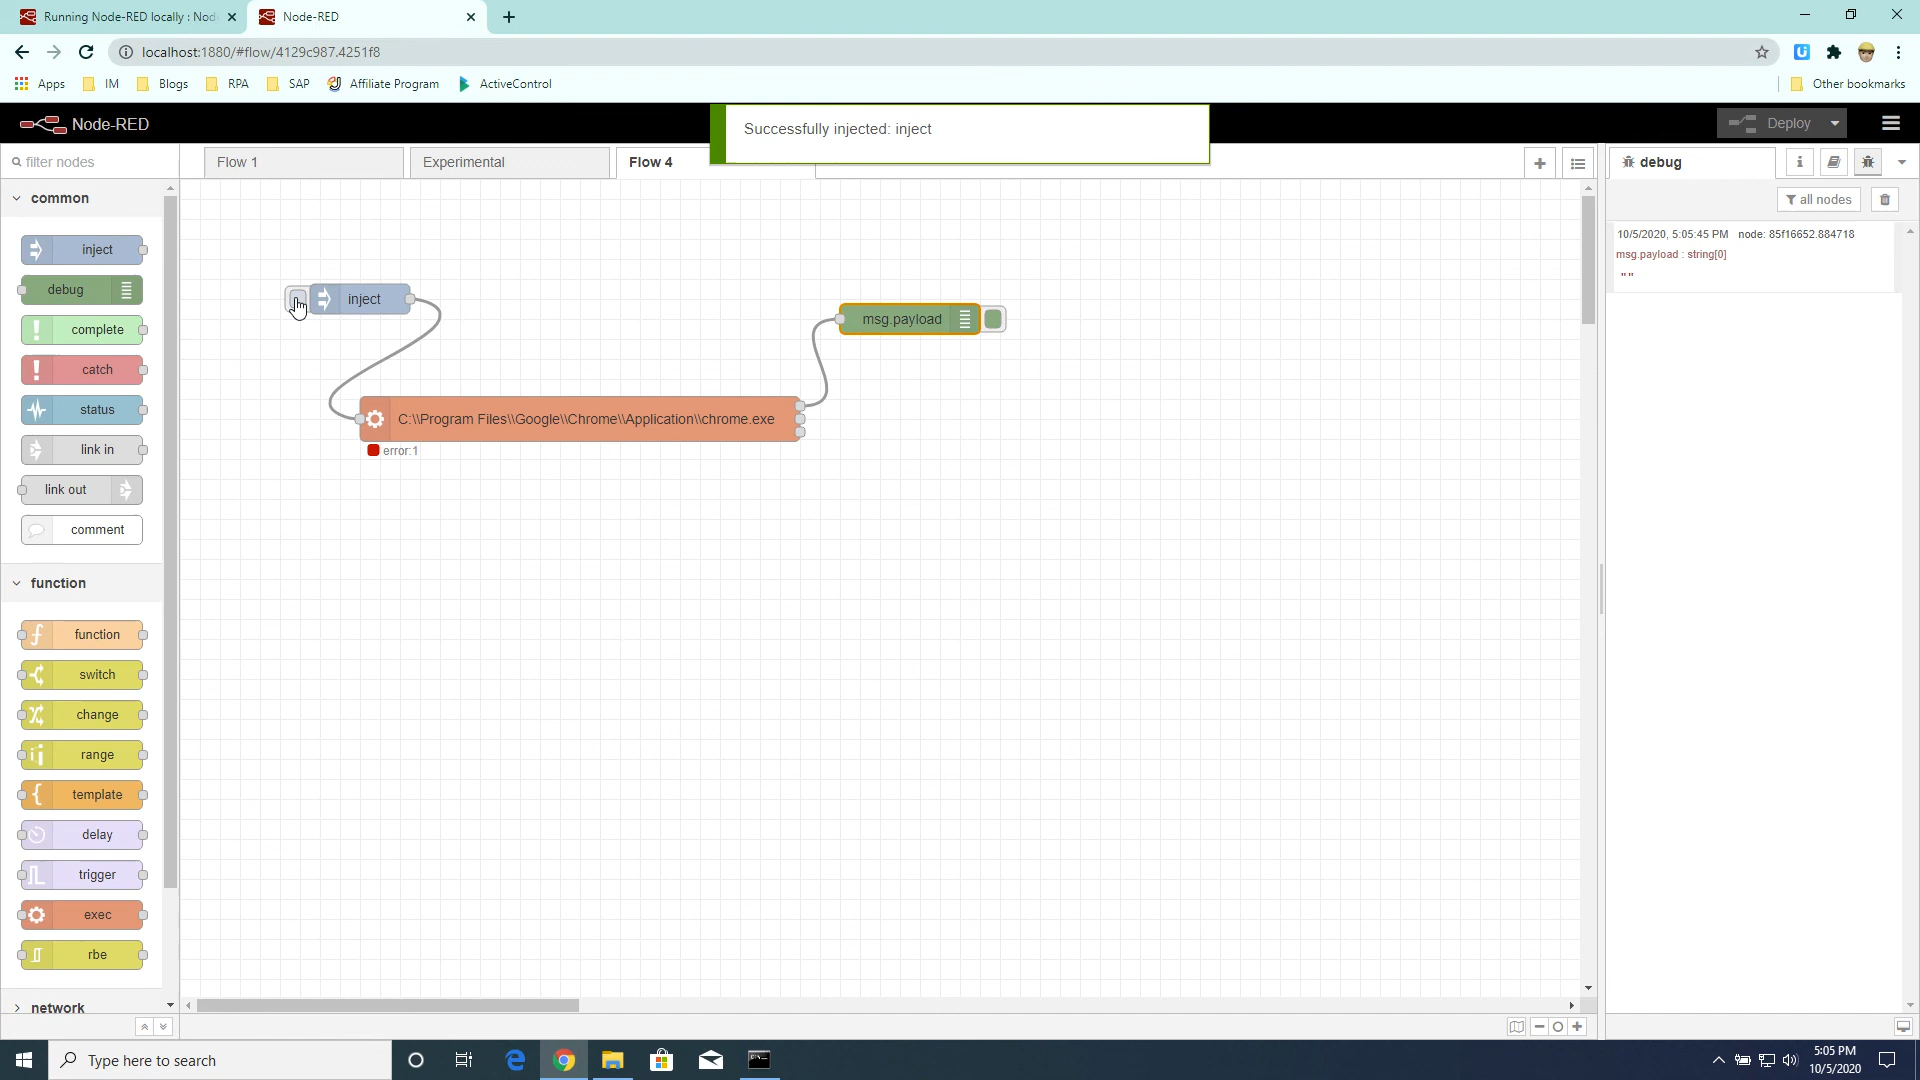 Running Node-RED locally : Nod
Node-RED
localhost:1880/#flow/4129c987.4251f8
Apps
IM
Blogs
RPA
SAP
Affiliate Program
ActiveControl
Other bookmarks
Node-RED
Successfully injected: inject
Deploy
filter nodes
Flow 1
Experimental
Flow 4
debug
common
all nodes
inject
10/5/2020, 5:05:45 PM node: 85f16652.884718
msg.payload : string[0]
""
debug
inject
msg.payload
complete
catch
status
C:\\Program Files\\Google\\Chrome\\Application\\chrome.exe
error:1
link in
link out
comment
function
function
switch
change
range
template
delay
trigger
exec
rbe
network
Type here to search
5:05 PM
10/5/2020